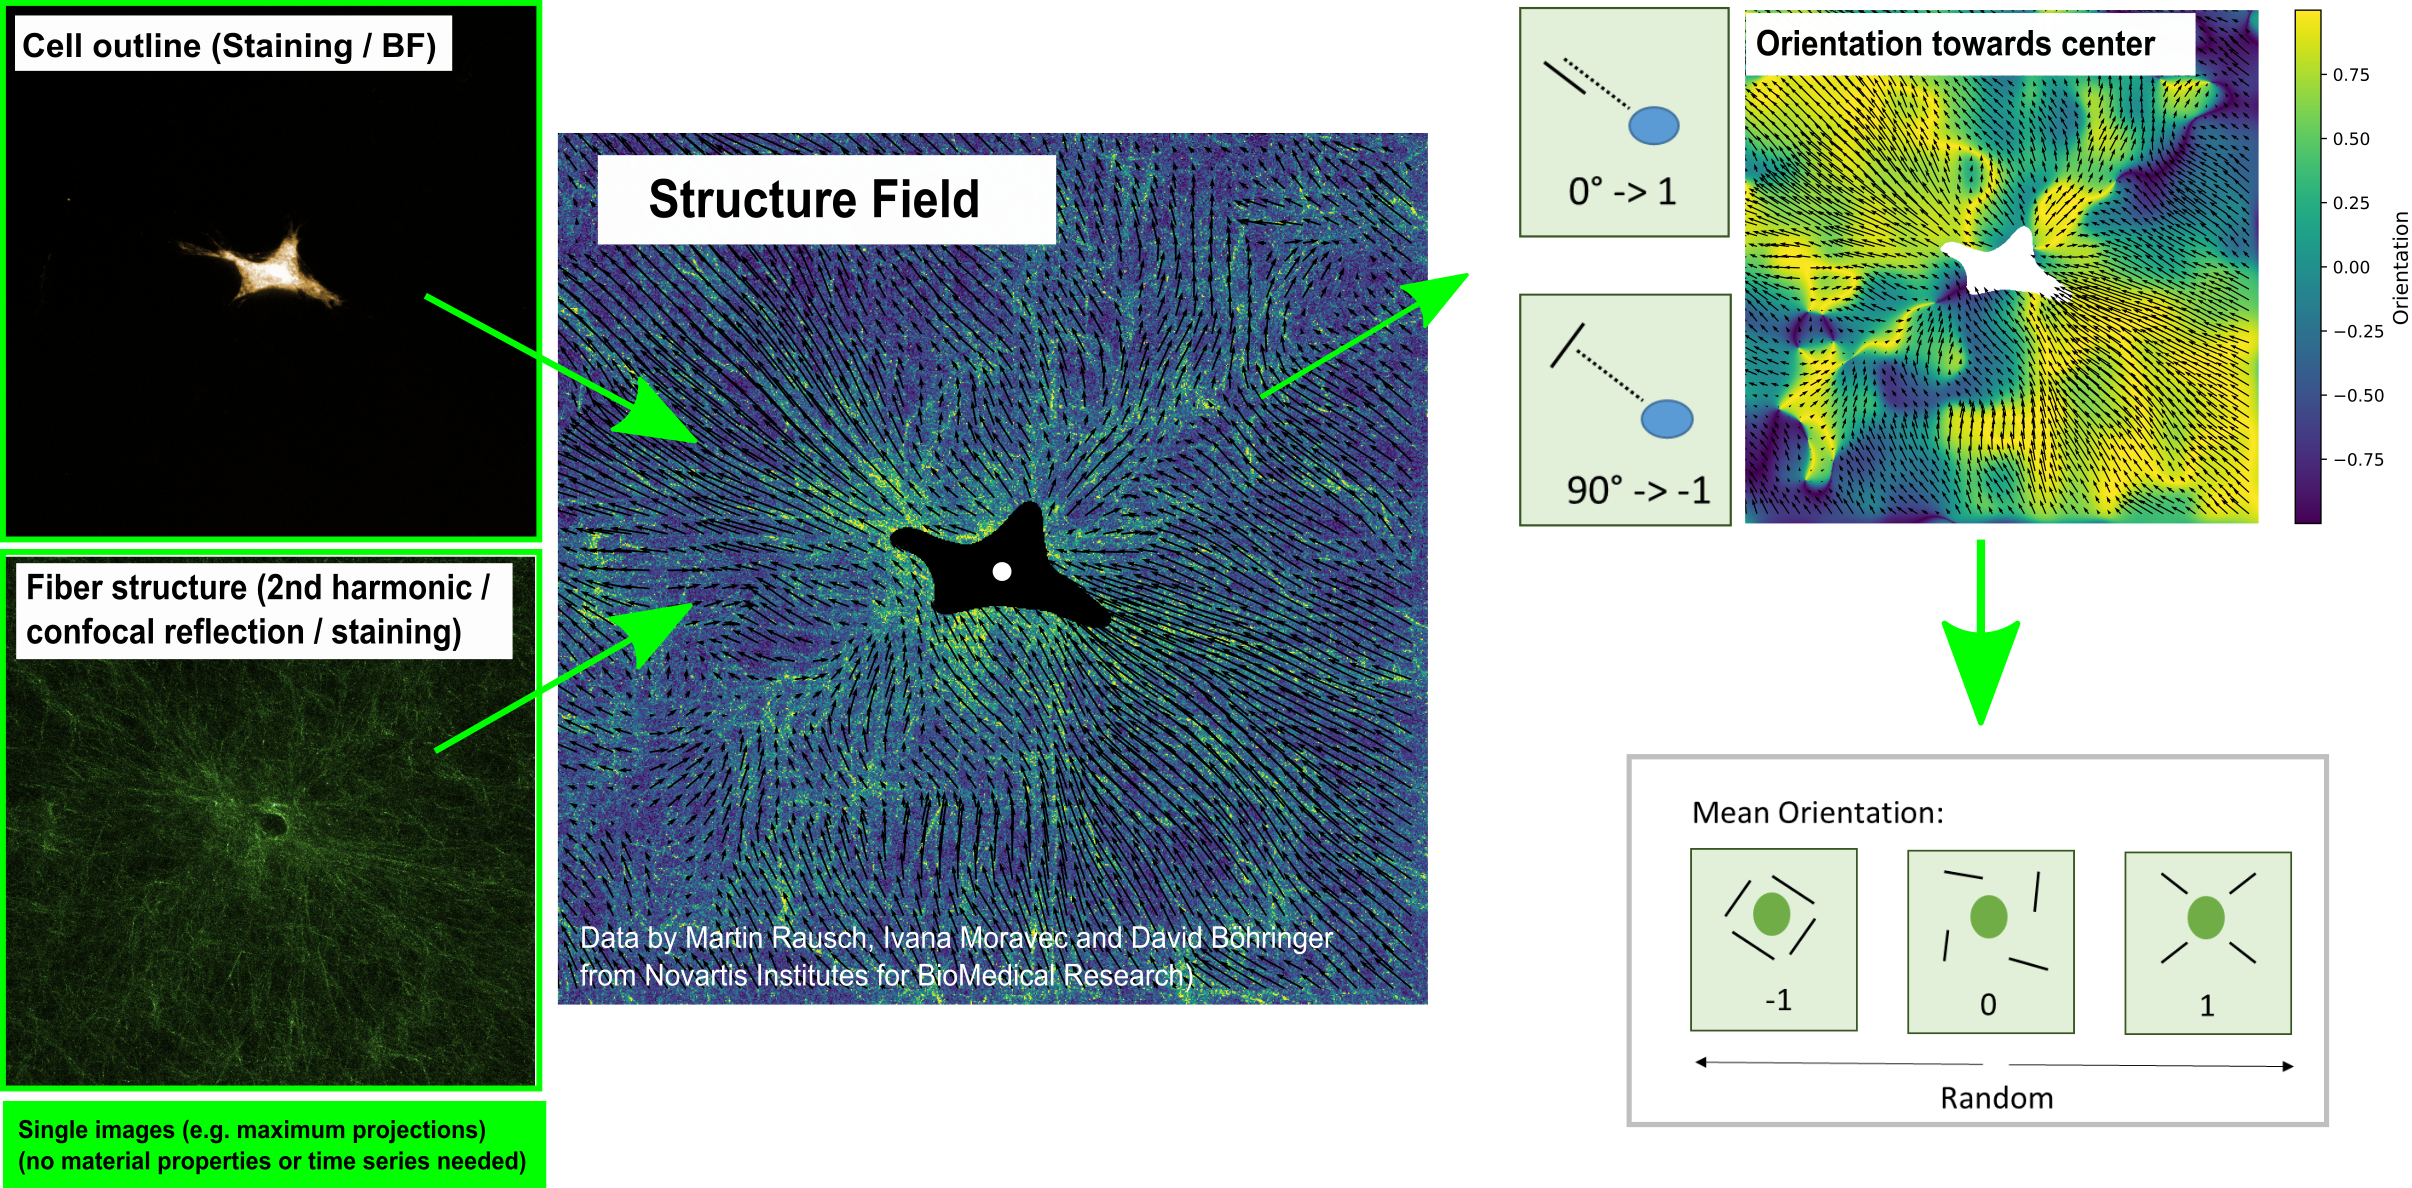 Cell outline (Staining / BF)
Fiber structure (2nd harmonic /
confocal reflection / staining)
Single images (e.g. maximum projections)
(no material properties or time series needed)
Structure Field
Data by Martin Rausch, Ivana Moravec and David Böhringer
from Novartis Institutes for BioMedical Research)
0° -> 1
90° -> -1
Orientation towards center
0.75
0.50
0.25
0.00
−0.25
−0.50
−0.75
Orientation
Mean Orientation:
-1
0
1
Random